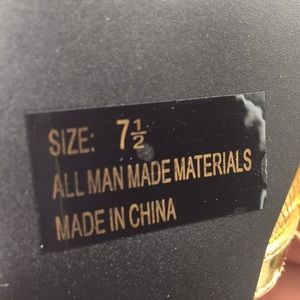 SIZE: 7½
ALL MAN MADE MATERIALS
MADE IN CHINA